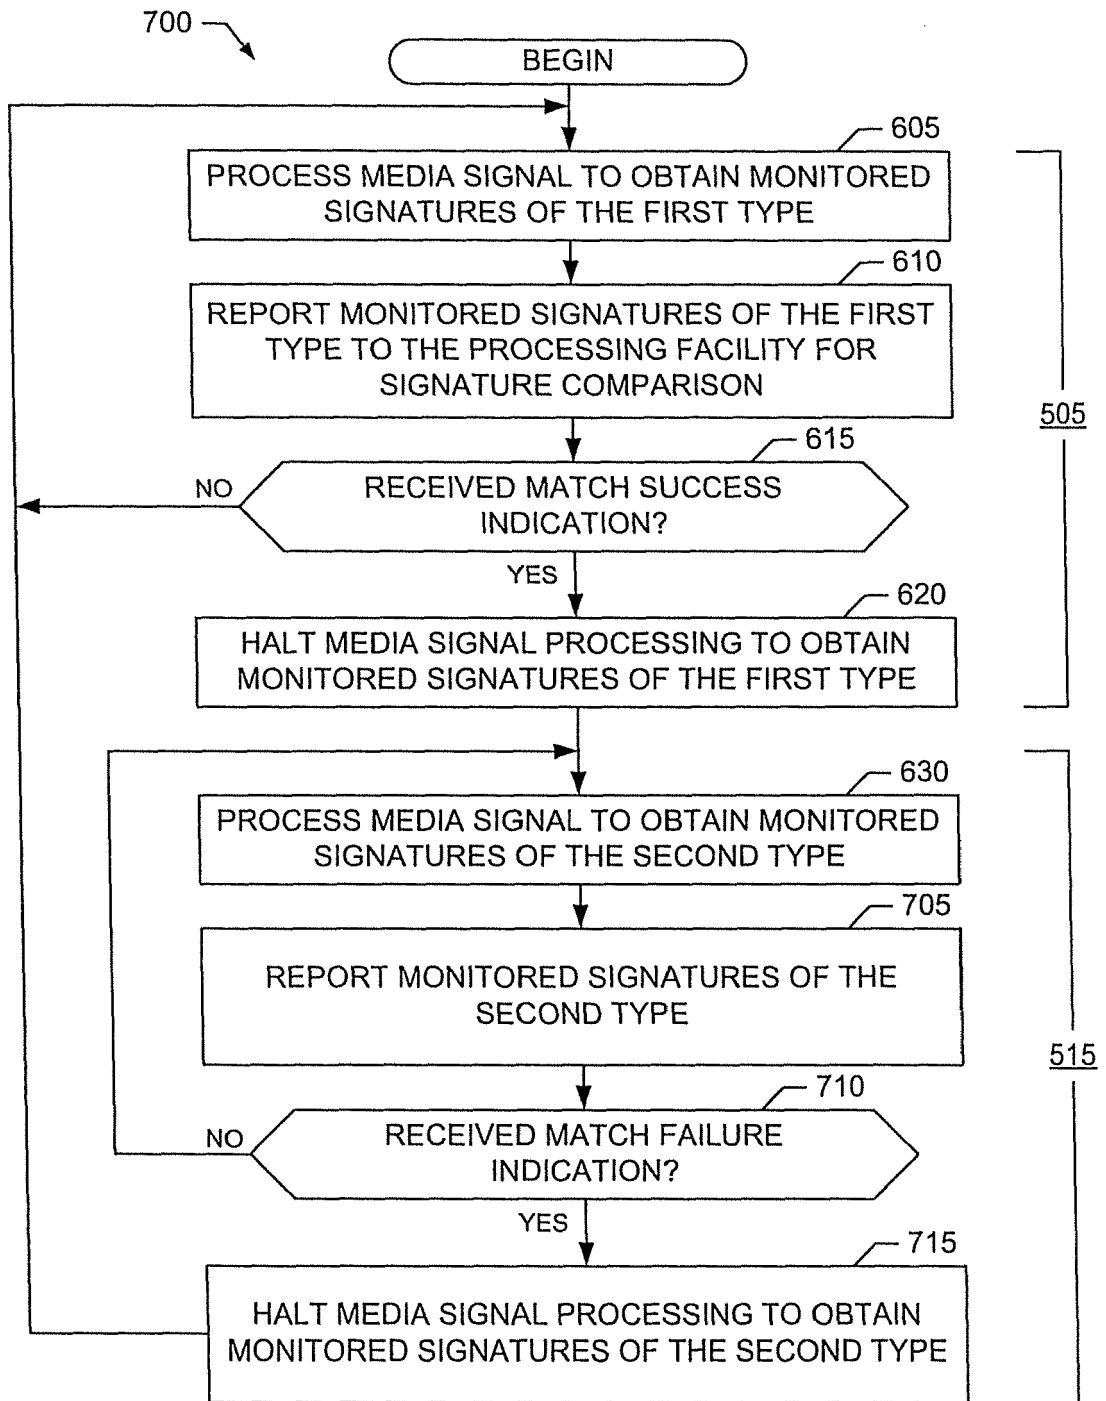 700
BEGIN
605
PROCESS MEDIA SIGNAL TO OBTAIN MONITORED
SIGNATURES OF THE FIRST TYPE
610
REPORT MONITORED SIGNATURES OF THE FIRST
TYPE TO THE PROCESSING FACILITY FOR
SIGNATURE COMPARISON
505
615
NO
RECEIVED MATCH SUCCESS
INDICATION?
YES
620
HALT MEDIA SIGNAL PROCESSING TO OBTAIN
MONITORED SIGNATURES OF THE FIRST TYPE
630
PROCESS MEDIA SIGNAL TO OBTAIN MONITORED
SIGNATURES OF THE SECOND TYPE
705
REPORT MONITORED SIGNATURES OF THE
SECOND TYPE
515
710
NO
RECEIVED MATCH FAILURE
INDICATION?
YES
715
HALT MEDIA SIGNAL PROCESSING TO OBTAIN
MONITORED SIGNATURES OF THE SECOND TYPE